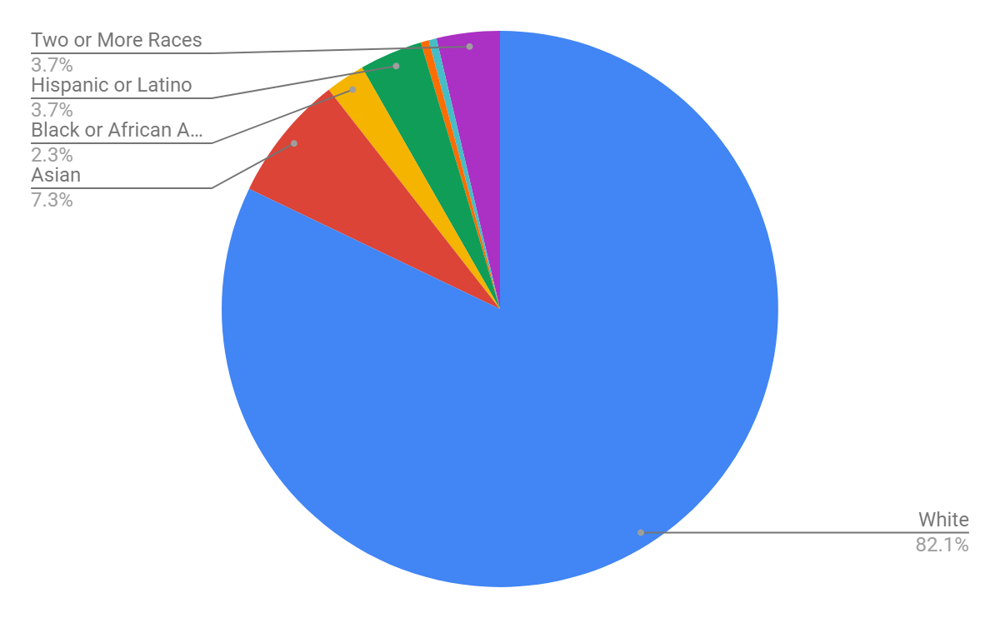 Two or More Races
3.7%
Hispanic or Latino
3.7%
Black or African A...
2.3%
Asian
7.3%
White
82.1%